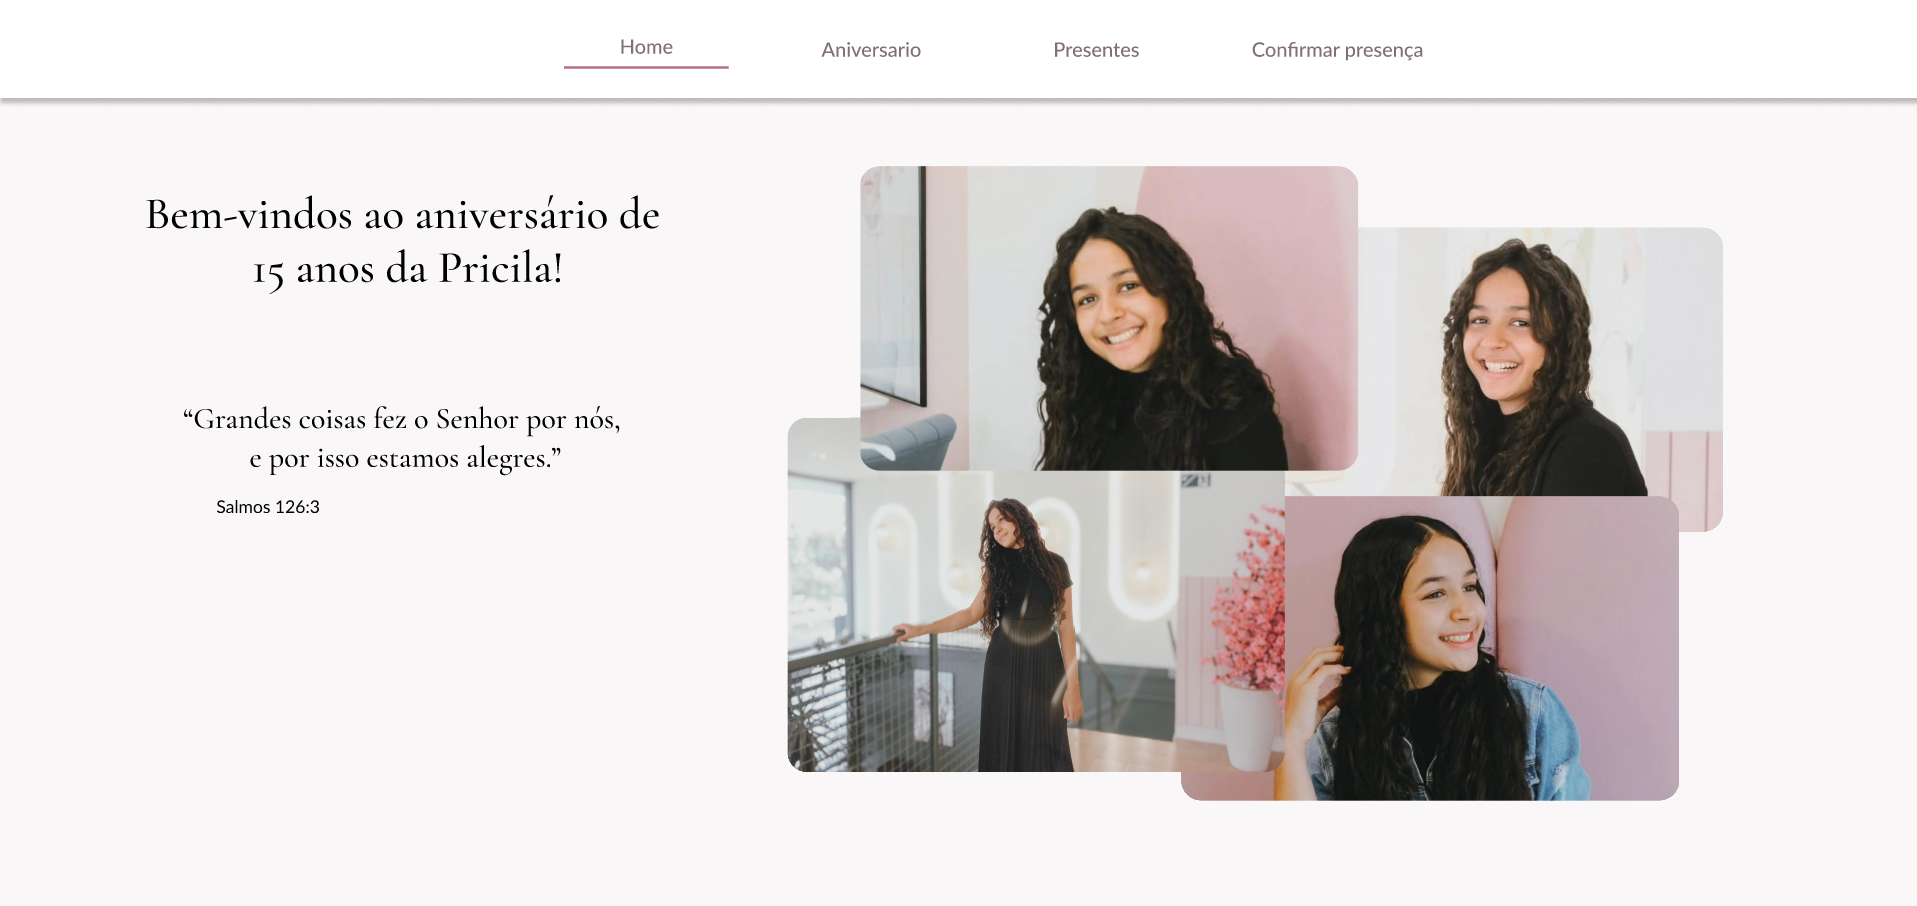 Home Aniversario Presentes Confirmar presença
Bem-vindos ao aniversário de
15 anos da Pricila!
“Grandes coisas fez o Senhor por nós,
e por isso estamos alegres.”
Salmos 126:3